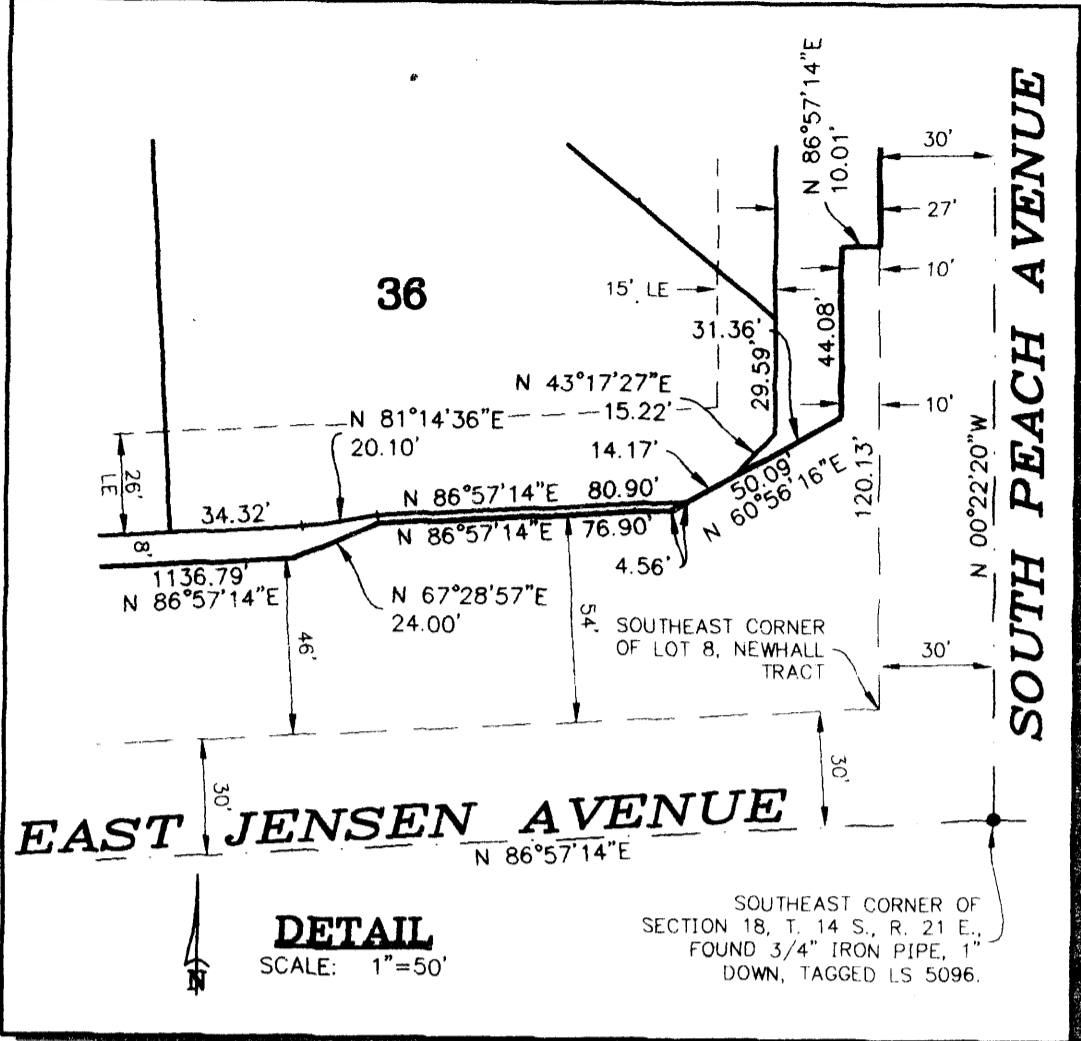 N 86°57'14"E
10.01'
30'
27'
10'
36
15' LE
31.36'
44.08'
29.59'
N 43°17'27"E
15.22'
10'
N 81°14'36"E
20.10'
14.17'
26'
LE
50.09'
N 60°56'16"E
120.13'
N 00°22'20"W
SOUTH PEACH AVENUE
34.32'
N 86°57'14"E 80.90'
N 86°57'14"E 76.90'
4.56'
8'
1136.79'
N 86°57'14"E
N 67°28'57"E
24.00'
46'
54'
SOUTHEAST CORNER
OF LOT 8, NEWHALL
TRACT
30'
30'
30'
EAST JENSEN AVENUE
N 86°57'14"E
DETAIL
SCALE: 1"=50'
N
SOUTHEAST CORNER OF
SECTION 18, T. 14 S., R. 21 E.,
FOUND 3/4" IRON PIPE, 1"
DOWN, TAGGED LS 5096.